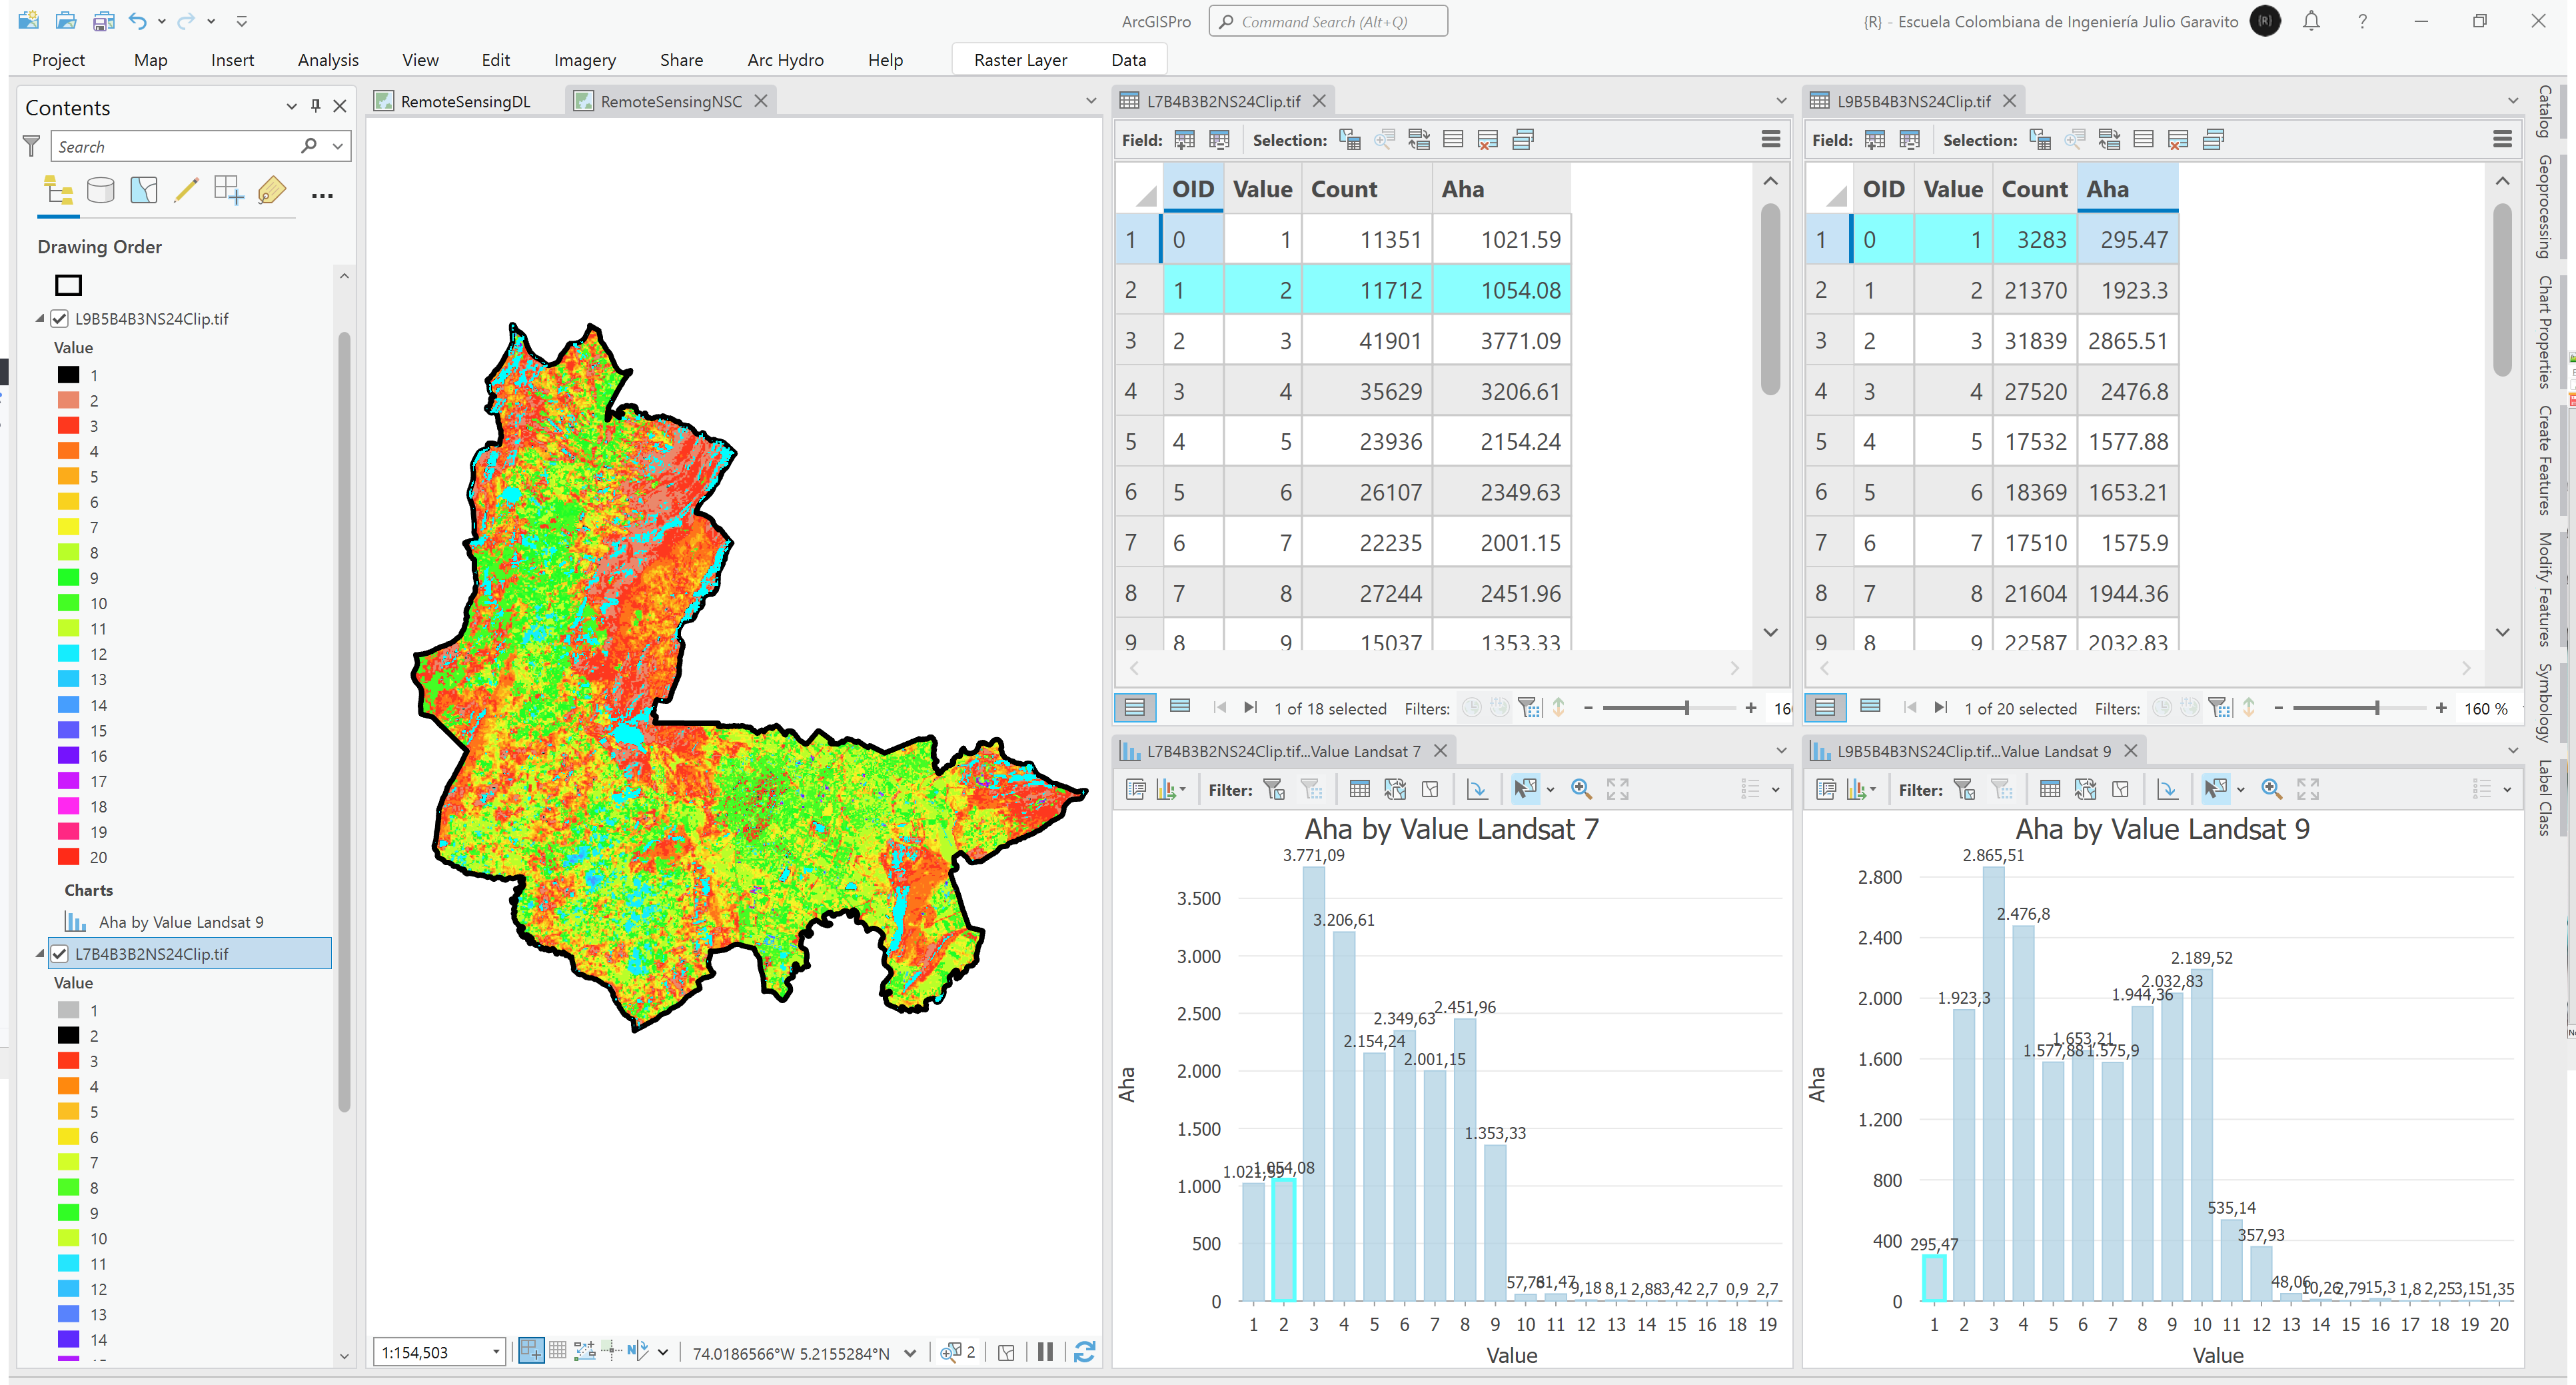 ArcGISPro
Command Search (Alt+Q)
{R} - Escuela Colombiana de Ingeniería Julio Garavito
{R}
Project Map Insert Analysis View Edit Imagery Share Arc Hydro Help Raster Layer Data
Contents
Search
Drawing Order
L9B5B4B3NS24Clip.tif
Value
1
2
3
4
5
6
7
8
9
10
11
12
13
14
15
16
17
18
19
20
Charts
Aha by Value Landsat 9
L7B4B3B2NS24Clip.tif
Value
1
2
3
4
5
6
7
8
9
10
11
12
13
14
RemoteSensingDL
RemoteSensingNSC
1:154,503
74.0186566°W 5.2155284°N
2
L7B4B3B2NS24Clip.tif
Field: Selection:
OID Value Count Aha
1 0 1 11351 1021.59
2 1 2 11712 1054.08
3 2 3 41901 3771.09
4 3 4 35629 3206.61
5 4 5 23936 2154.24
6 5 6 26107 2349.63
7 6 7 22235 2001.15
8 7 8 27244 2451.96
9 8 9 15037 1353.33
1 of 18 selected Filters:
L9B5B4B3NS24Clip.tif
Field: Selection:
OID Value Count Aha
1 0 1 3283 295.47
2 1 2 21370 1923.3
3 2 3 31839 2865.51
4 3 4 27520 2476.8
5 4 5 17532 1577.88
6 5 6 18369 1653.21
7 6 7 17510 1575.9
8 7 8 21604 1944.36
9 8 9 22587 2032.83
1 of 20 selected Filters: 160 %
L7B4B3B2NS24Clip.tif...Value Landsat 7
Filter:
Aha by Value Landsat 7
3.771,09
3.500
3.206,61
3.000
2.500
2.451,96
2.349,63
2.154,24
2.001,15
2.000
1.500
1.353,33
1.021,59
1.054,08
1.000
500
57,78
61,47
9,18 8,1 2,88 3,42 2,7 0,9 2,7
0
Aha
1 2 3 4 5 6 7 8 9 10 11 12 13 14 15 16 18 19
Value
L9B5B4B3NS24Clip.tif...Value Landsat 9
Filter:
Aha by Value Landsat 9
2.865,51
2.800
2.476,8
2.400
2.189,52
2.032,83
2.000
1.923,3
1.944,36
1.653,21
1.577,88
1.575,9
1.600
1.200
800
535,14
400
357,93
295,47
48,06
10,26
2,79
15,3 1,8 2,25 3,15 1,35
0
Aha
1 2 3 4 5 6 7 8 9 10 11 12 13 14 15 16 17 18 19 20
Value
Catalog
Geoprocessing
Chart Properties
Create Features
Modify Features
Symbology
Label Class